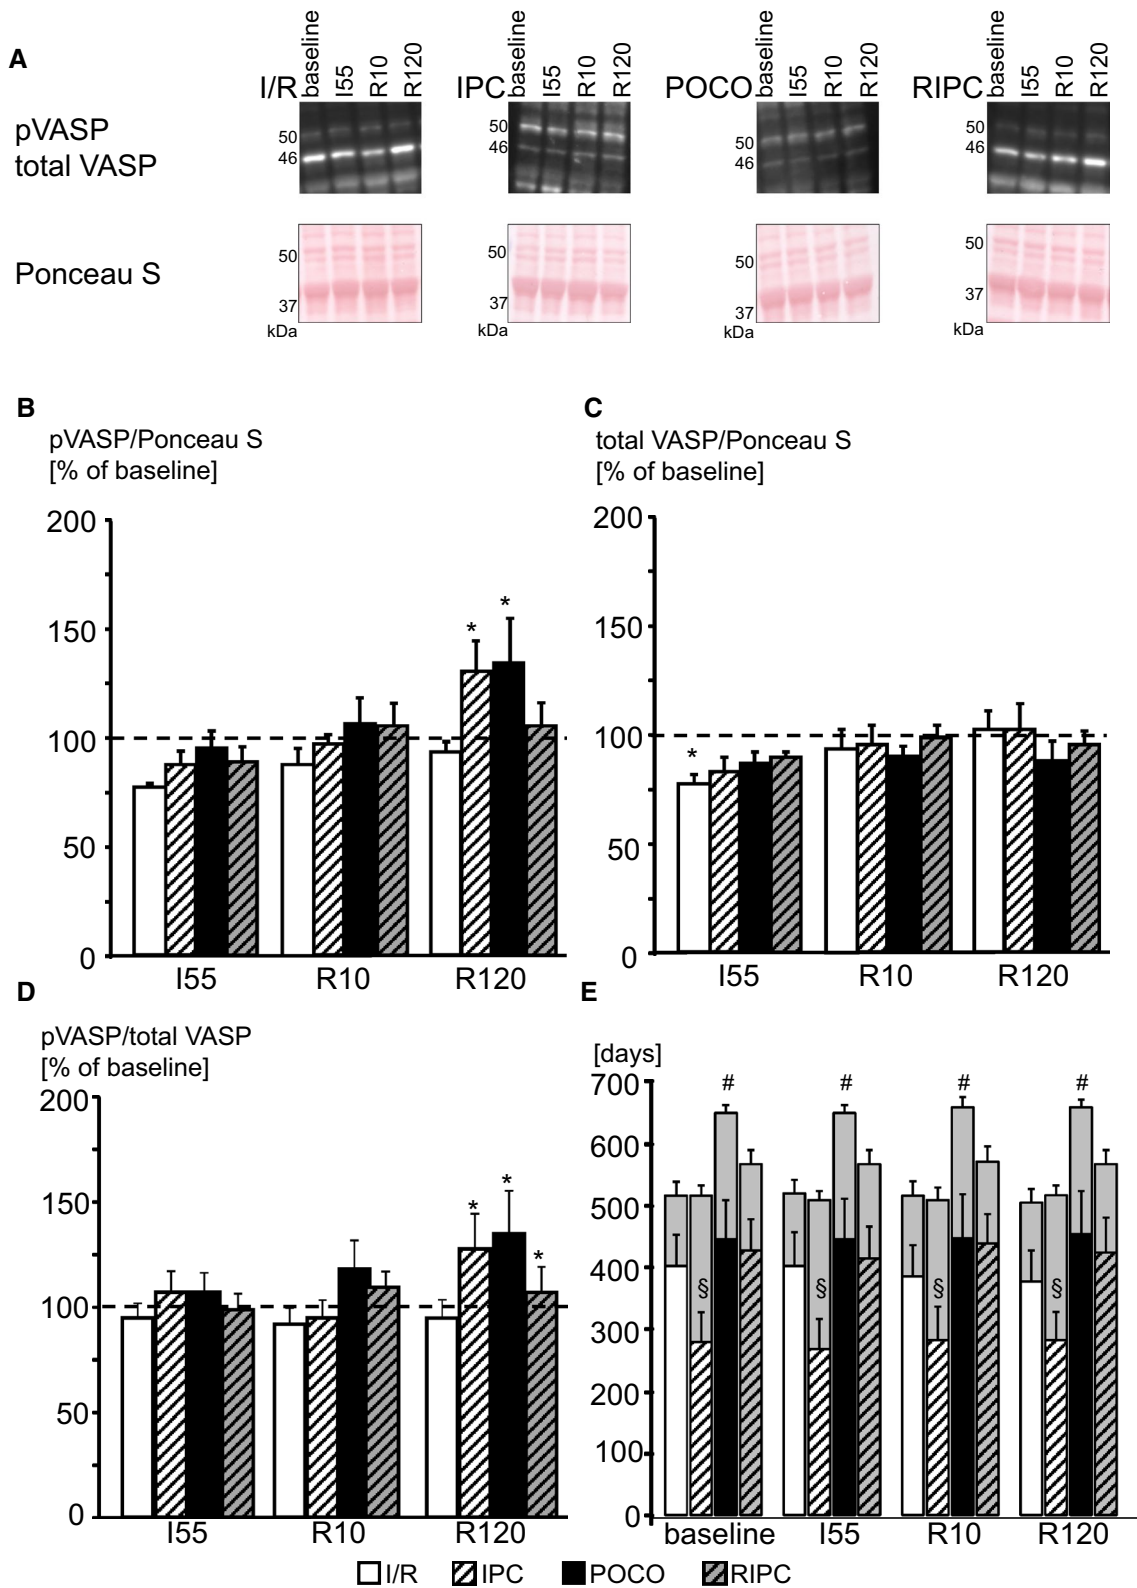 A
I/R baseline I55 R10 R120
IPC baseline I55 R10 R120
POCO baseline I55 R10 R120
RIPC baseline I55 R10 R120
pVASP
total VASP
50
46
50
46
50
46
50
46
Ponceau S
50
37
kDa
50
37
kDa
50
37
kDa
50
37
kDa
B
pVASP/Ponceau S
[% of baseline]
200
150
100
50
0
* *
I55 R10 R120
C
total VASP/Ponceau S
[% of baseline]
200
150
100
50
0
*
I55 R10 R120
D
pVASP/total VASP
[% of baseline]
200
150
100
50
0
* * *
I55 R10 R120
E
[days]
700
600
500
400
300
200
100
0
# # # #
§ § § §
baseline I55 R10 R120
I/R IPC POCO RIPC